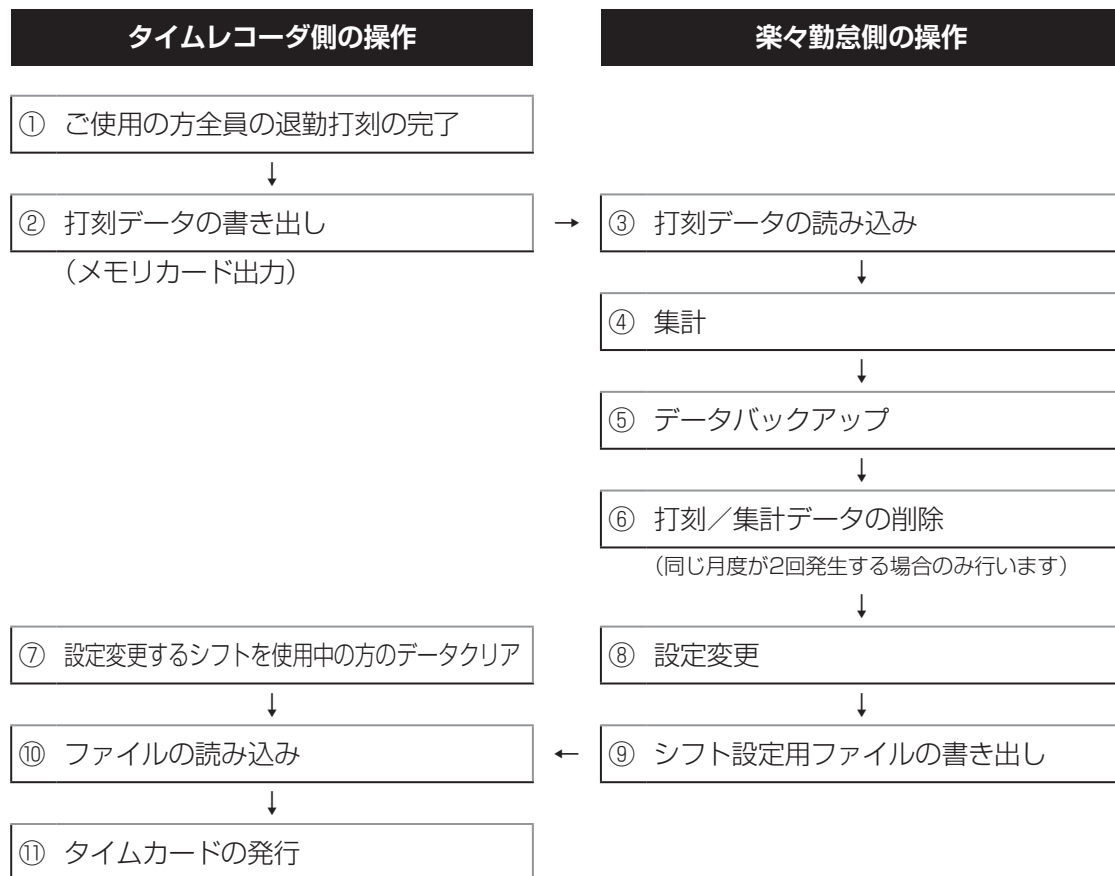 タイムレコーダ側の操作
楽々勤怠側の操作
① ご使用の方全員の退勤打刻の完了
↓
② 打刻データの書き出し
→
③ 打刻データの読み込み
（メモリカード出力）
↓
④ 集計
↓
⑤ データバックアップ
↓
⑥ 打刻／集計データの削除
（同じ月度が2回発生する場合のみ行います）
↓
⑦ 設定変更するシフトを使用中の方のデータクリア
⑧ 設定変更
↓
↓
⑩ ファイルの読み込み
←
⑨ シフト設定用ファイルの書き出し
↓
⑪ タイムカードの発行